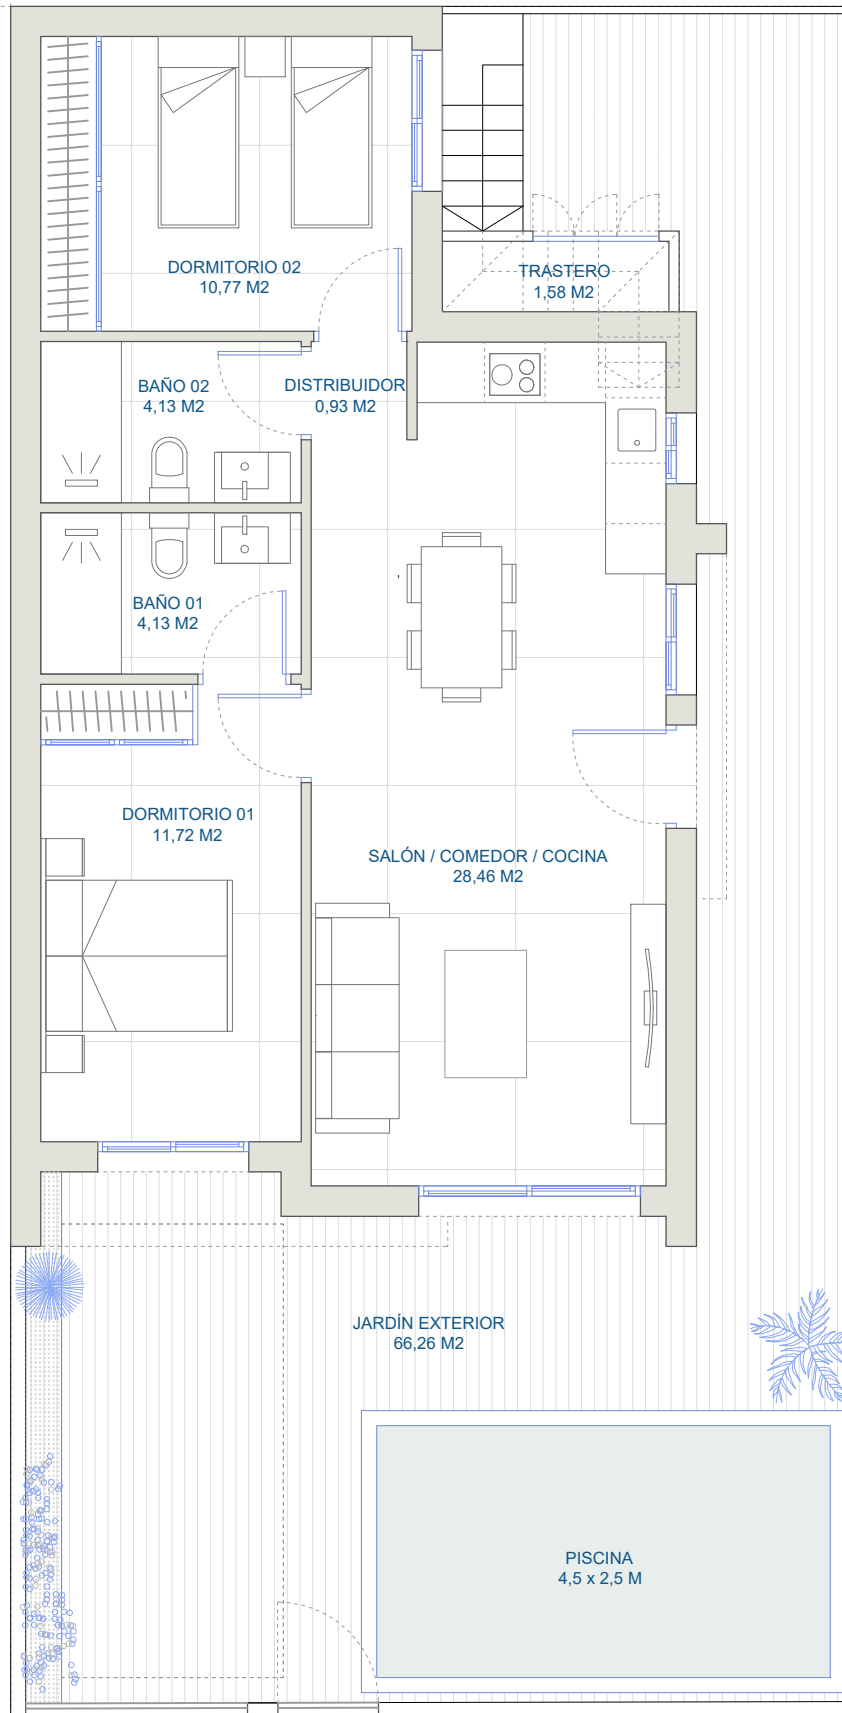 DORMITORIO 02
10,77 M2
TRASTERO
1,58 M2
BAÑO 02
4,13 M2
DISTRIBUIDOR
0,93 M2
BAÑO 01
4,13 M2
DORMITORIO 01
11,72 M2
SALÓN / COMEDOR / COCINA
28,46 M2
JARDÍN EXTERIOR
66,26 M2
PISCINA
4,5 x 2,5 M